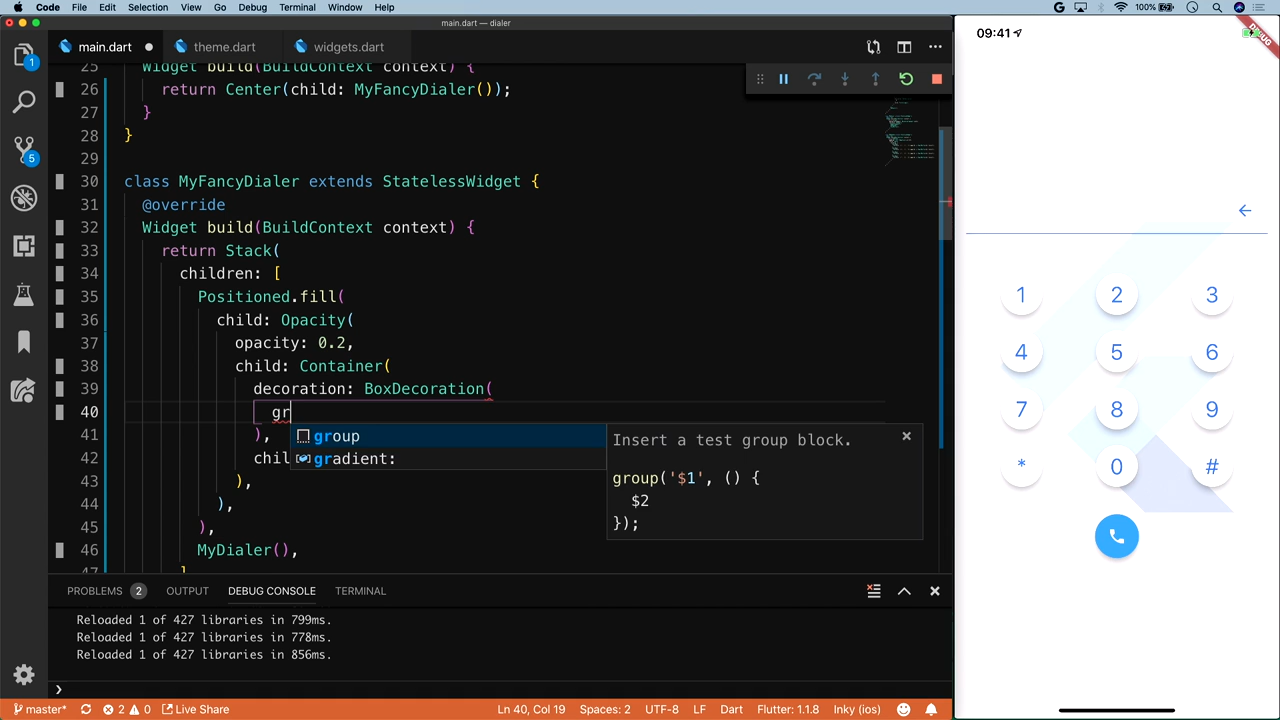 Code File Edit Selection View Go Debug Terminal Window Help
100%
main.dart — dialer
main.dart
theme.dart
widgets.dart
25 Widget build(BuildContext context) {
26 return Center(child: MyFancyDialer());
27 }
28 }
29
30 class MyFancyDialer extends StatelessWidget {
31 @override
32 Widget build(BuildContext context) {
33 return Stack(
34 children: [
35 Positioned.fill(
36 child: Opacity(
37 opacity: 0.2,
38 child: Container(
39 decoration: BoxDecoration(
40 gr
41 ),
42 chil
43 ),
44 ),
45 ),
46 MyDialer(),
47 ]
group
gradient:
Insert a test group block.
group('$1', () {
$2
});
1
5
PROBLEMS 2 OUTPUT DEBUG CONSOLE TERMINAL
Reloaded 1 of 427 libraries in 799ms.
Reloaded 1 of 427 libraries in 778ms.
Reloaded 1 of 427 libraries in 856ms.
❯
master* 2 0 Live Share
Ln 40, Col 19 Spaces: 2 UTF-8 LF Dart Flutter: 1.1.8 Inky (ios)
09:41
DEBUG
1 2 3
4 5 6
7 8 9
* 0 #